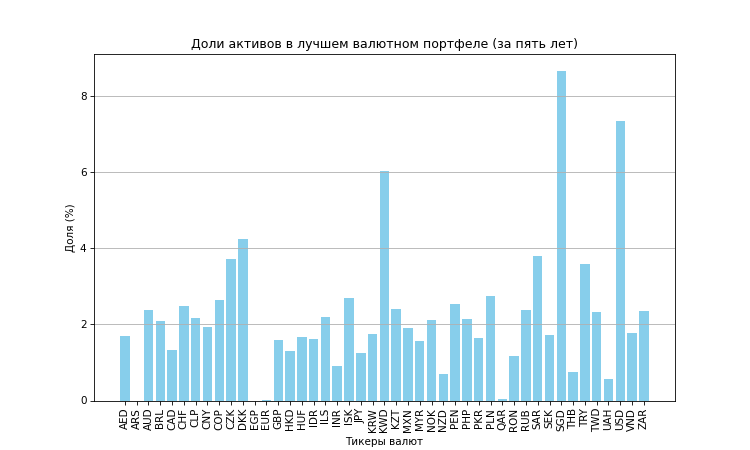 Доли активов в лучшем валютном портфеле (за пять лет)
Доля (%)
8
6
4
2
0
AED ARS AUD BRL CAD CHF CLP CNY COP CZK DKK EGP EUR GBP HKD HUF IDR ILS INR ISK JPY KRW KWD KZT MXN MYR NOK NZD PEN PHP PKR PLN QAR RON RUB SAR SEK SGD THB TRY TWD UAH USD VND ZAR
Тикеры валют